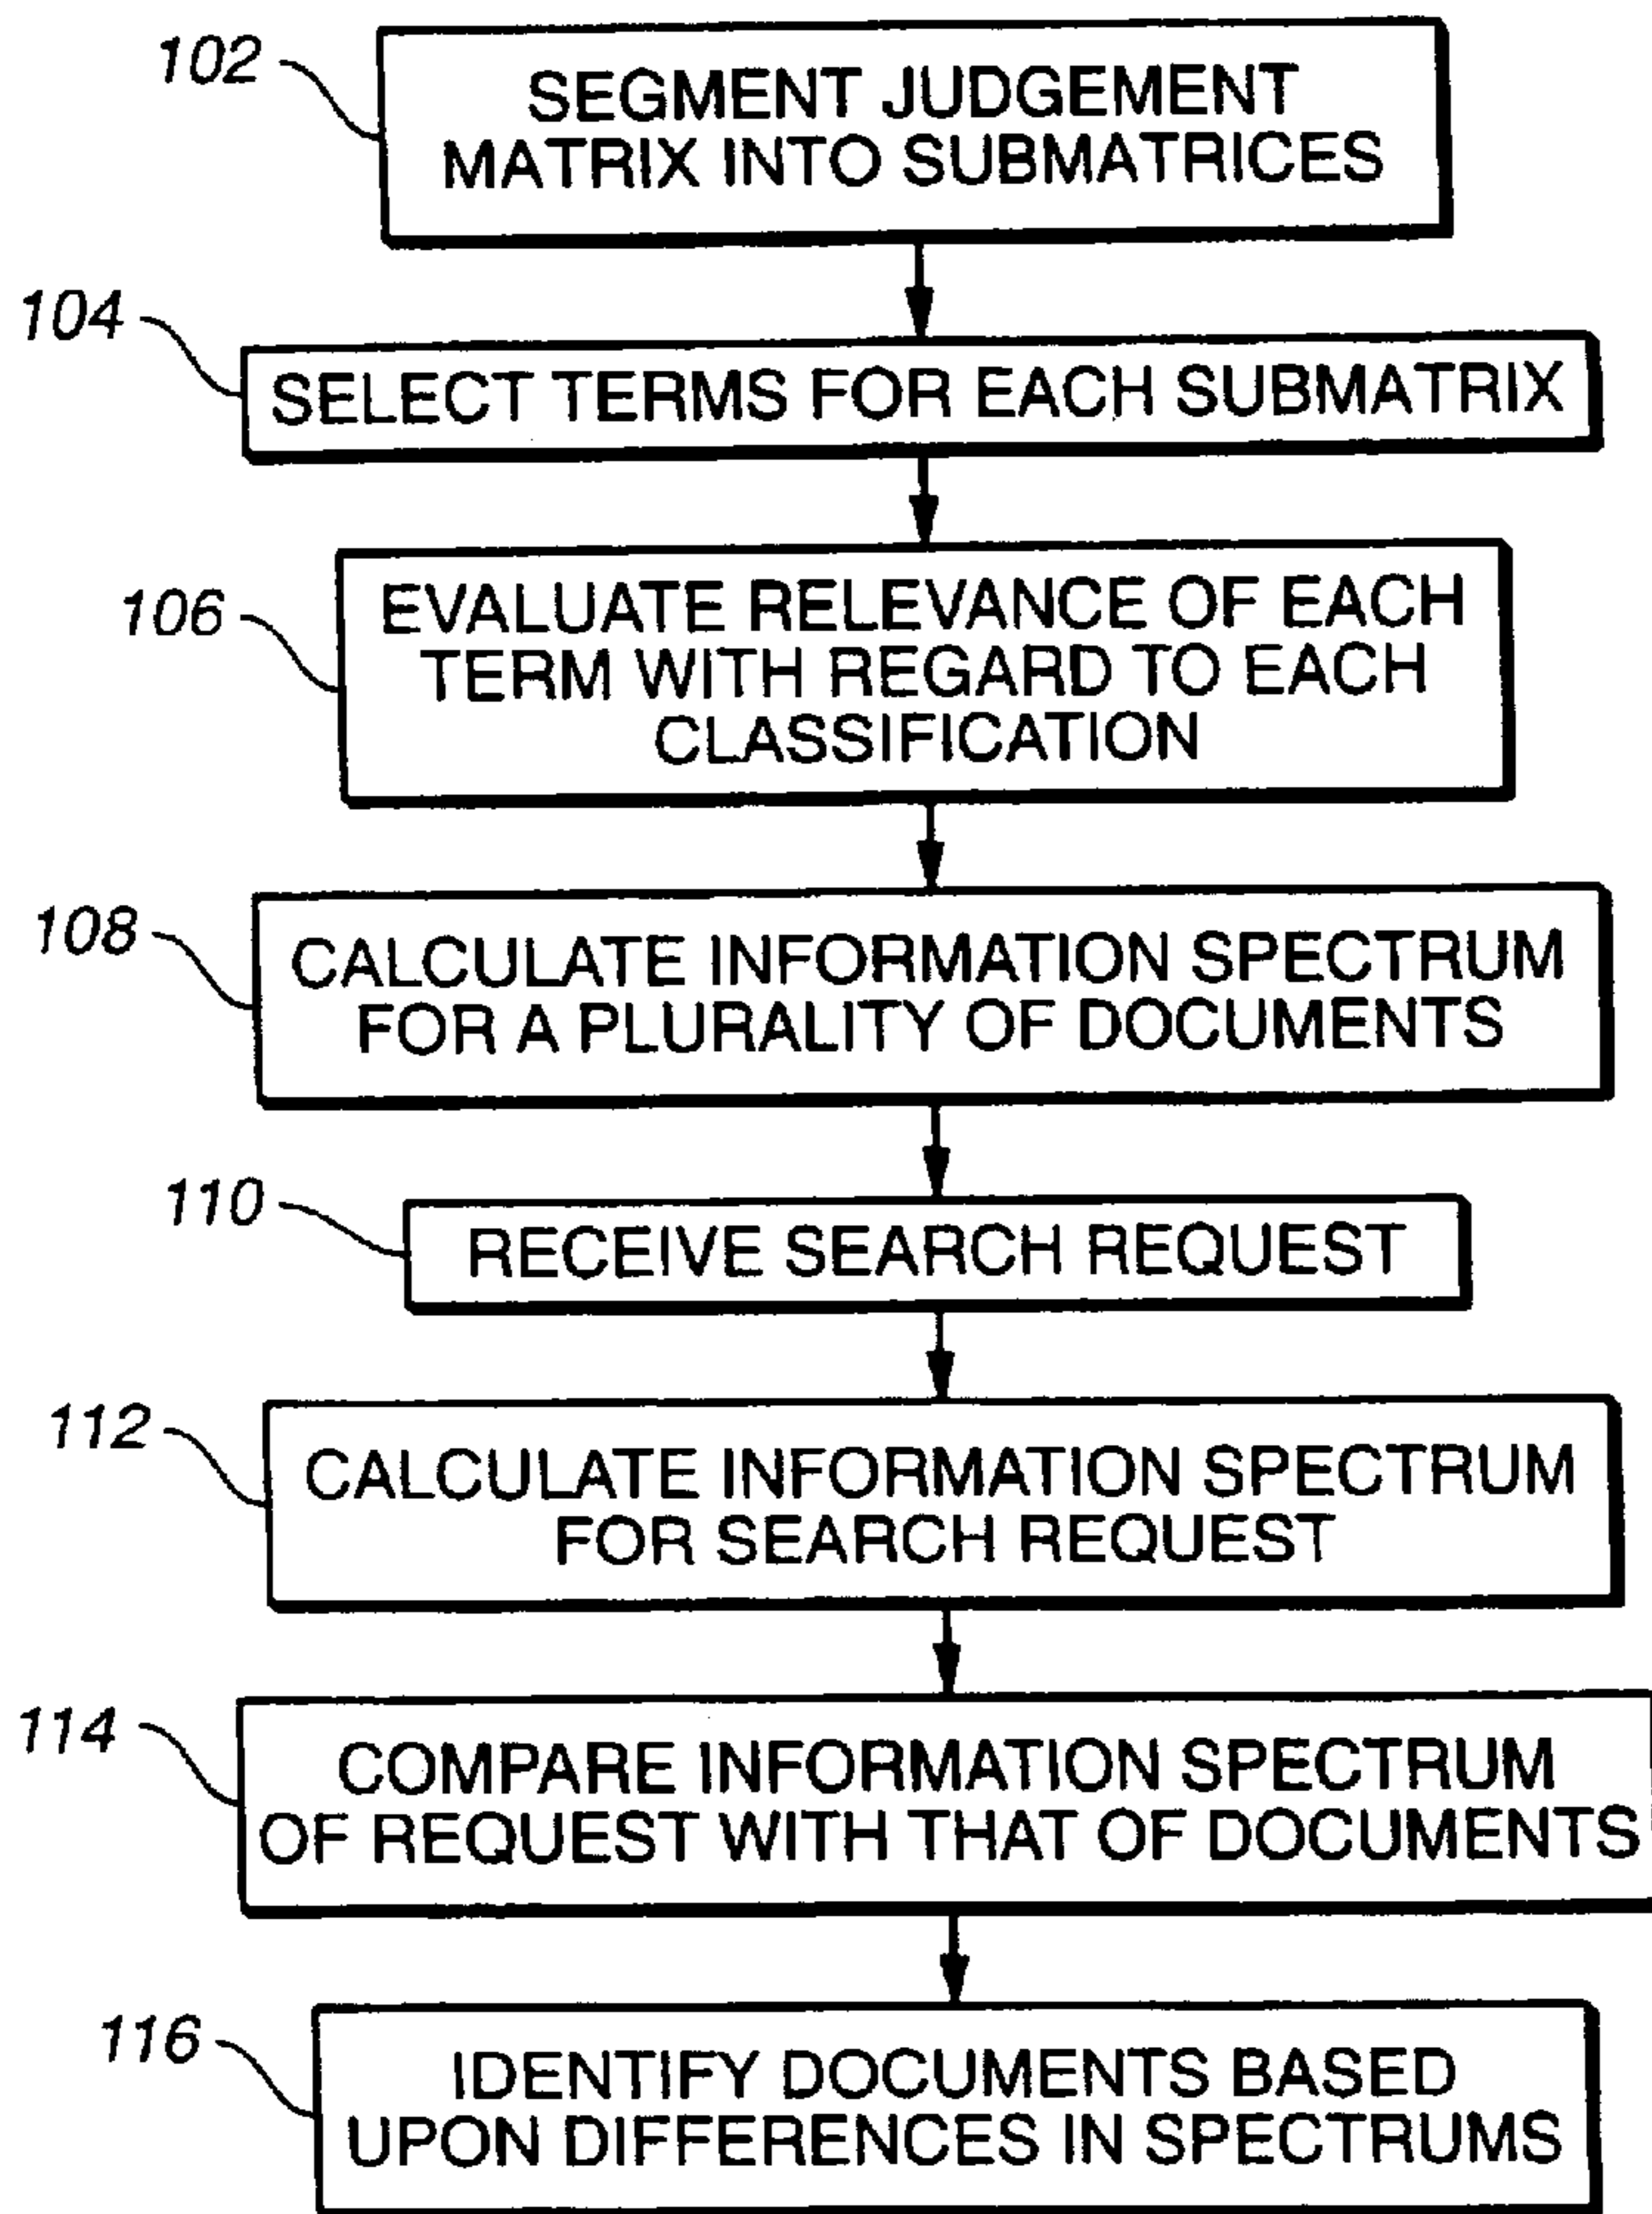 102
SEGMENT JUDGEMENT
MATRIX INTO SUBMATRICES
104
SELECT TERMS FOR EACH SUBMATRIX
106
EVALUATE RELEVANCE OF EACH
TERM WITH REGARD TO EACH
CLASSIFICATION
108
CALCULATE INFORMATION SPECTRUM
FOR A PLURALITY OF DOCUMENTS
110
RECEIVE SEARCH REQUEST
112
CALCULATE INFORMATION SPECTRUM
FOR SEARCH REQUEST
114
COMPARE INFORMATION SPECTRUM
OF REQUEST WITH THAT OF DOCUMENTS
116
IDENTIFY DOCUMENTS BASED
UPON DIFFERENCES IN SPECTRUMS